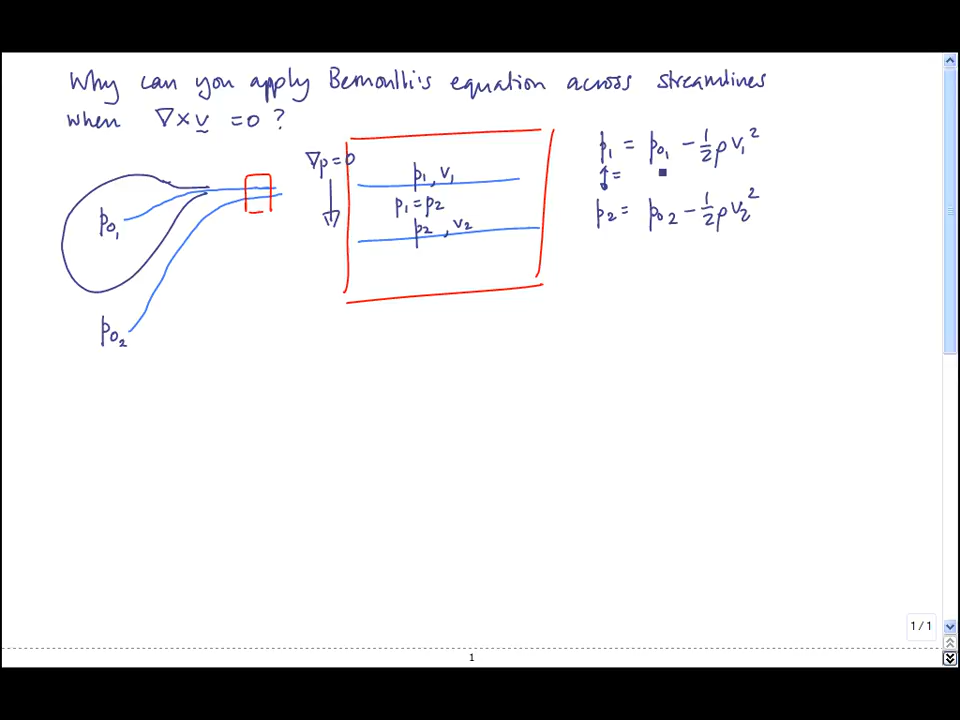 Why can you apply Bernoulli's equation across streamlines
when ∇×v =0?
∇p=0
p₁, v₁
p₁=p₂
p₂, v₂
p₁ = p₀₁ − ½ρv₁²
=
p₂ = p₀₂ − ½ρv₂²
p₀₁
p₀₂
1 / 1
1